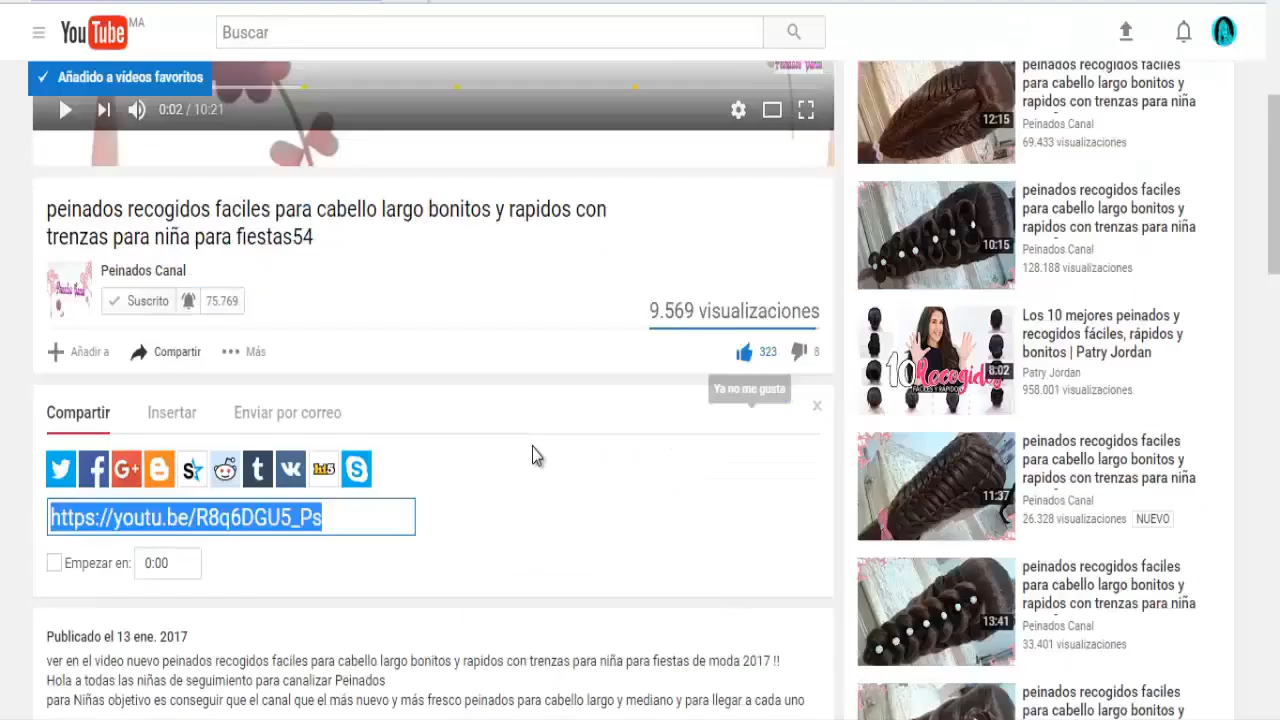 YouTube MA
Buscar
✓ Añadido a vídeos favoritos
0:02 / 10:21
peinados recogidos faciles para cabello largo bonitos y rapidos con
trenzas para niña para fiestas54
Peinados Canal
Suscrito 75.769
9.569 visualizaciones
Añadir a Compartir Más
323 8
Ya no me gusta
Compartir Insertar Enviar por correo
https://youtu.be/R8q6DGU5_Ps
Empezar en: 0:00
Publicado el 13 ene. 2017
ver en el video nuevo peinados recogidos faciles para cabello largo bonitos y rapidos con trenzas para niña para fiestas de moda 2017 !!
Hola a todas las niñas de seguimiento para canalizar Peinados
para Niñas objetivo es conseguir que el canal que el más nuevo y más fresco peinados para cabello largo y mediano y para llegar a cada uno
peinados recogidos faciles
para cabello largo bonitos y
rapidos con trenzas para niña
Peinados Canal
69.433 visualizaciones
12:15
peinados recogidos faciles
para cabello largo bonitos y
rapidos con trenzas para niña
Peinados Canal
128.188 visualizaciones
10:15
Los 10 mejores peinados y
recogidos fáciles, rápidos y
bonitos | Patry Jordan
Patry Jordan
958.001 visualizaciones
10 Recogidos
FÁCILES Y RÁPIDOS
8:02
peinados recogidos faciles
para cabello largo bonitos y
rapidos con trenzas para niña
Peinados Canal
26.328 visualizaciones NUEVO
11:37
peinados recogidos faciles
para cabello largo bonitos y
rapidos con trenzas para niña
Peinados Canal
33.401 visualizaciones
13:41
peinados recogidos faciles
para cabello largo bonitos y